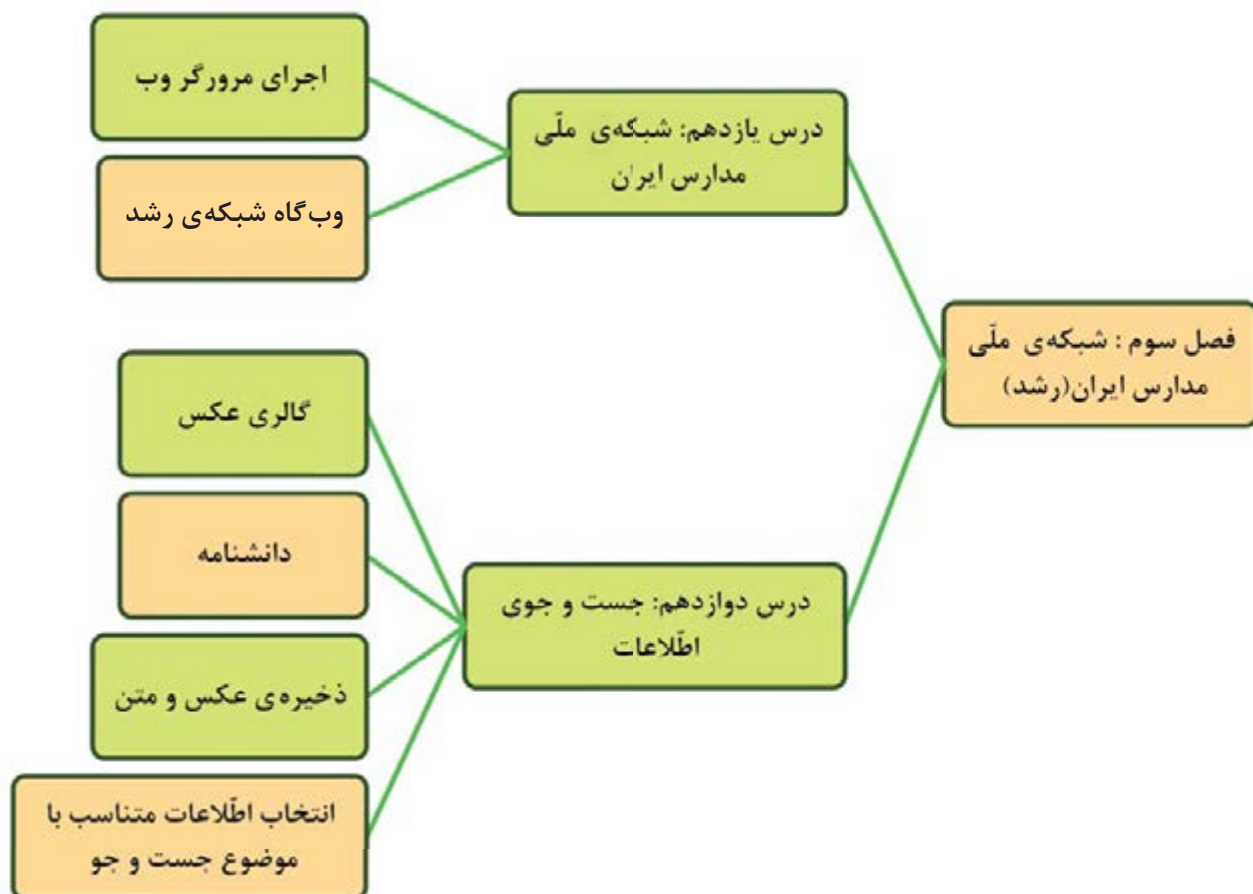 فصل سوم : شبکه‌ی ملّی
مدارس ایران(رشد)
درس یازدهم: شبکه‌ی ملّی
مدارس ایران
اجرای مرورگر وب
وب‌گاه شبکه‌ی رشد
درس دوازدهم: جست و جوی
اطّلاعات
گالری عکس
دانشنامه
ذخیره‌ی عکس و متن
انتخاب اطّلاعات متناسب با
موضوع جست و جو